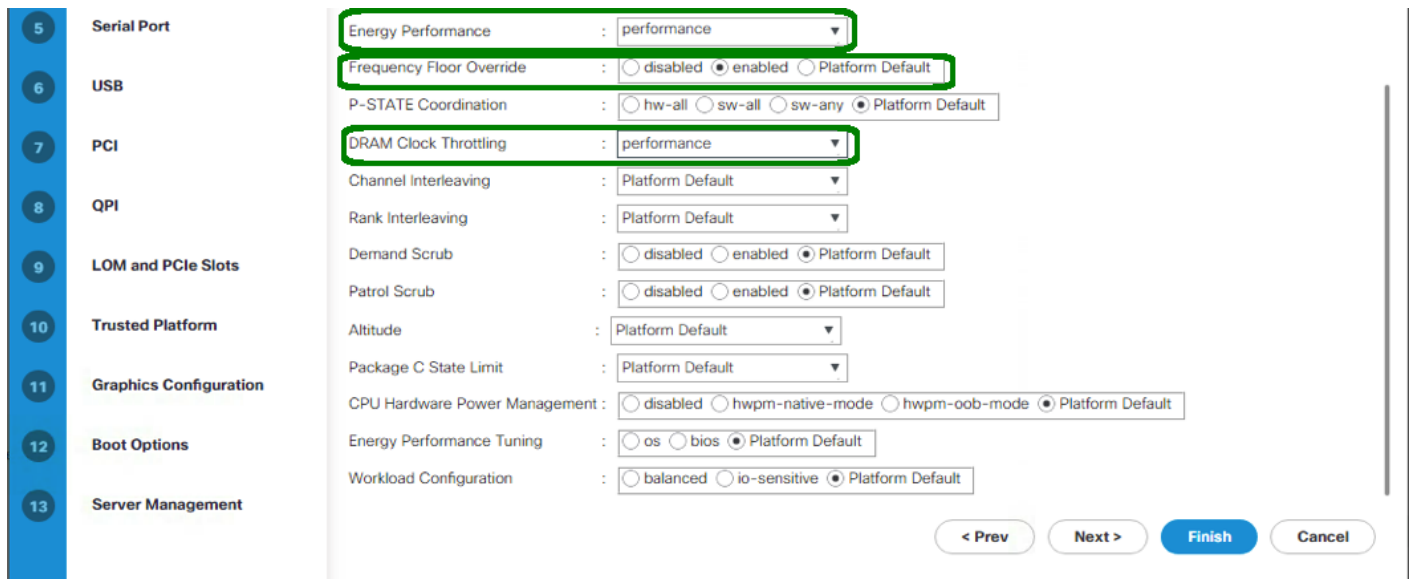 5 Serial Port
6 USB
7 PCI
8 QPI
9 LOM and PCIe Slots
10 Trusted Platform
11 Graphics Configuration
12 Boot Options
13 Server Management
Energy Performance : performance
Frequency Floor Override : disabled enabled Platform Default
P-STATE Coordination : hw-all sw-all sw-any Platform Default
DRAM Clock Throttling : performance
Channel Interleaving : Platform Default
Rank Interleaving : Platform Default
Demand Scrub : disabled enabled Platform Default
Patrol Scrub : disabled enabled Platform Default
Altitude : Platform Default
Package C State Limit : Platform Default
CPU Hardware Power Management : disabled hwpm-native-mode hwpm-oob-mode Platform Default
Energy Performance Tuning : os bios Platform Default
Workload Configuration : balanced io-sensitive Platform Default
< Prev Next > Finish Cancel